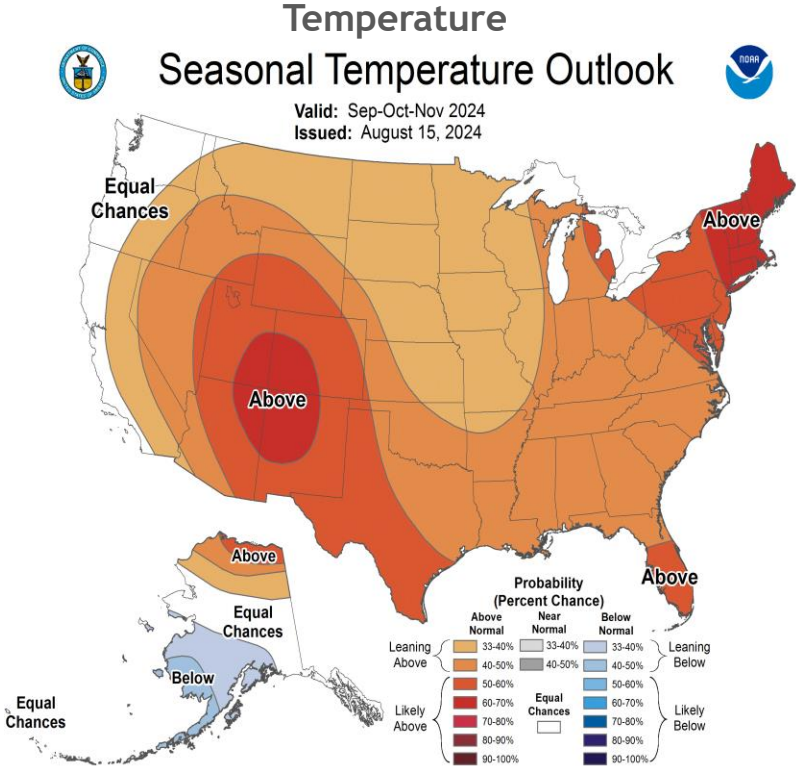 Temperature
Seasonal Temperature Outlook
NOAA
Valid: Sep-Oct-Nov 2024
Issued: August 15, 2024
Equal
Chances
Above
Above
Above
Above
Equal
Chances
Below
Equal
Chances
Probability
(Percent Chance)
Above
Normal
Near
Normal
Below
Normal
Leaning
Above
33-40% 33-40% 33-40%
40-50% 40-50% 40-50%
Leaning
Below
Likely
Above
50-60% 50-60%
60-70% 60-70%
70-80% 70-80%
80-90% 80-90%
90-100% 90-100%
Equal
Chances
Likely
Below